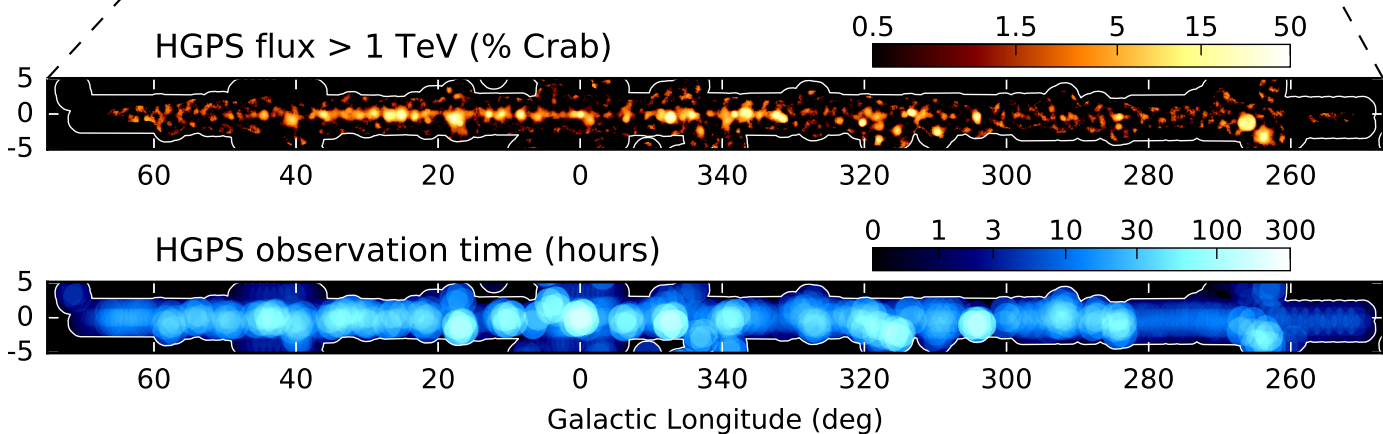 HGPS flux > 1 TeV (% Crab)
0.5 1.5 5 15 50
5
0
-5
60 40 20 0 340 320 300 280 260
HGPS observation time (hours)
0 1 3 10 30 100 300
5
0
-5
60 40 20 0 340 320 300 280 260
Galactic Longitude (deg)